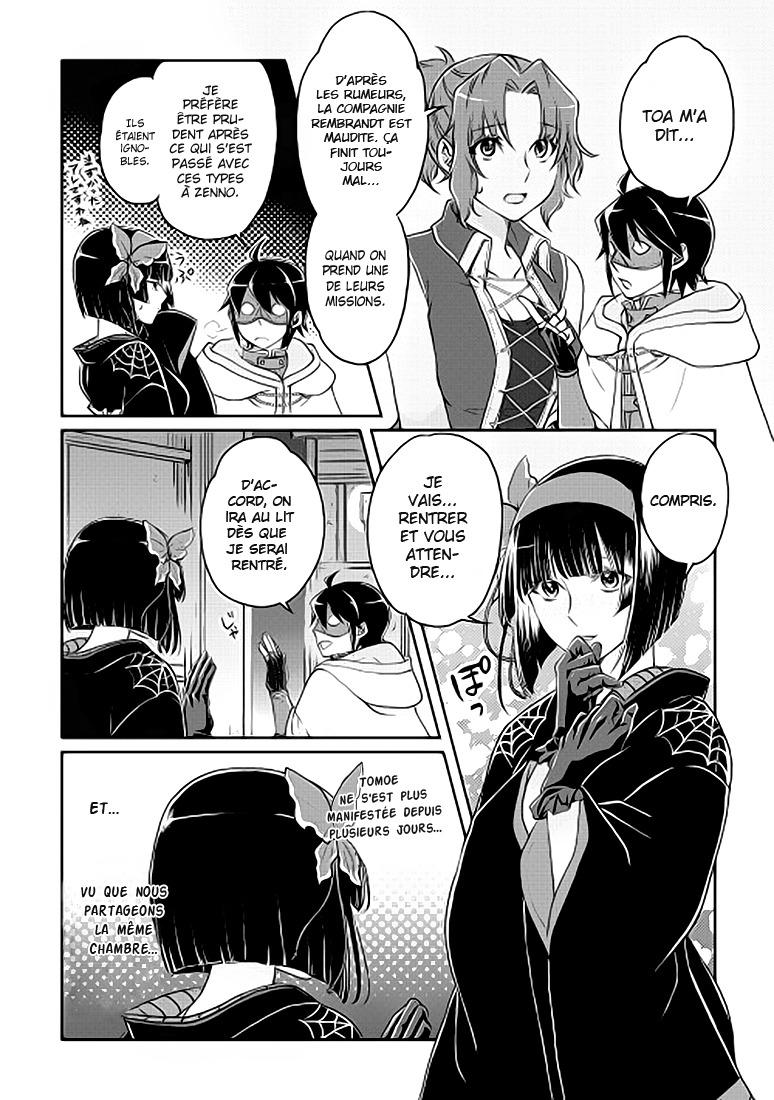 TOA M'A
DIT...
D'APRÈS
LES RUMEURS,
LA COMPAGNIE
REMBRANDT EST
MAUDITE. ÇA
FINIT TOU-
JOURS
MAL...
QUAND ON
PREND UNE
DE LEURS
MISSIONS.
JE
PRÉFÈRE
ÊTRE PRU-
DENT APRÈS
CE QUI S'EST
PASSÉ AVEC
CES TYPES
À ZENNO.
ILS
ÉTAIENT
IGNO-
BLES.
COMPRIS.
JE
VAIS...
RENTRER
ET VOUS
ATTEN-
DRE...
ぽっ
D'AC-
CORD, ON
IRA AU LIT
DÈS QUE
JE SERAI
RENTRÉ.
TOMOE
NE S'EST PLUS
MANIFESTÉE DEPUIS
PLUSIEURS JOURS...
ET...
VU QUE NOUS
PARTAGEONS
LA MÊME
CHAMBRE...